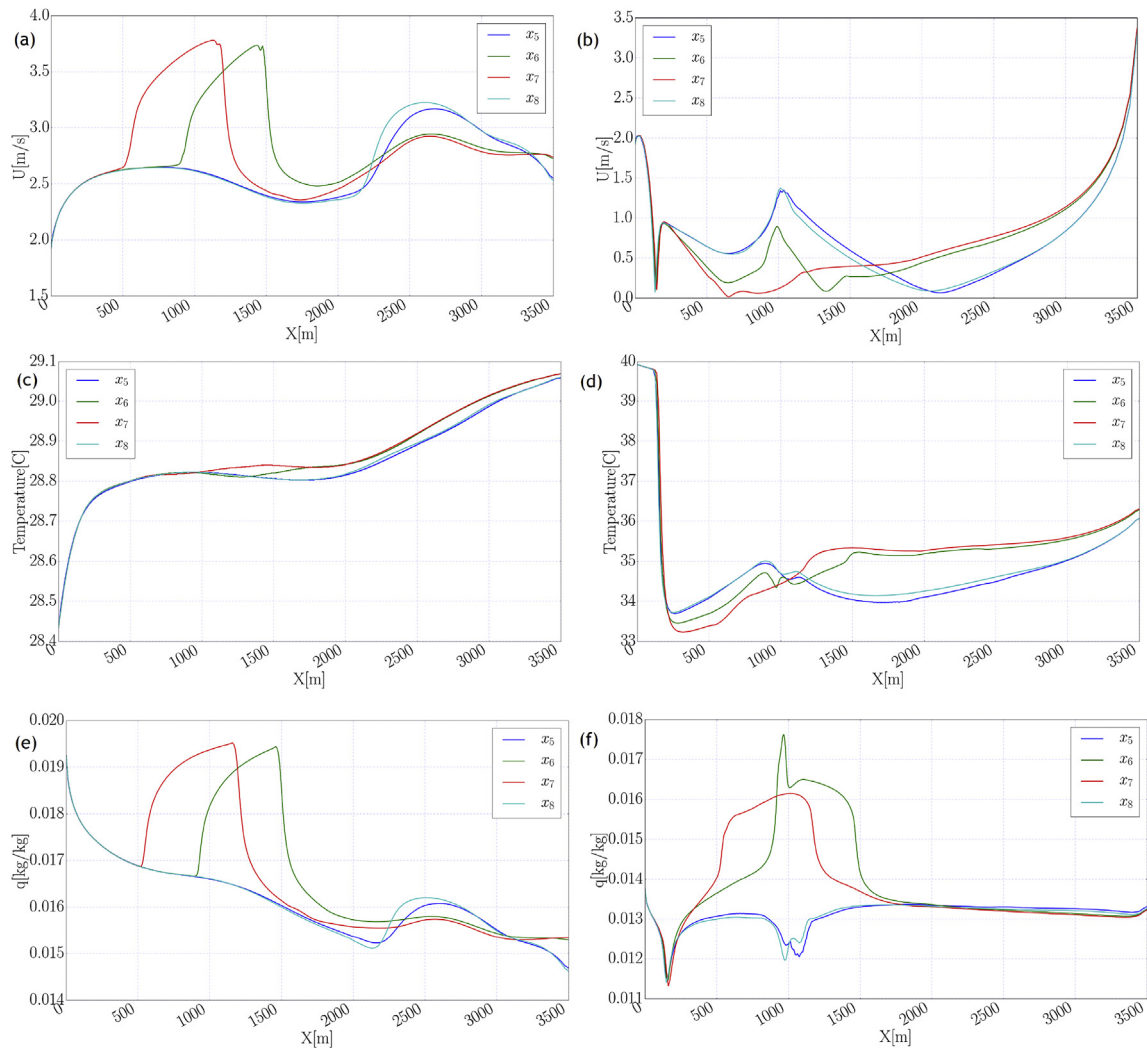 (a)
4.0
3.5
3.0
2.5
2.0
1.5
U[m/s]
x5
x6
x7
x8
0 500 1000 1500 2000 2500 3000 3500
X[m]
(b)
3.5
3.0
2.5
2.0
1.5
1.0
0.5
0.0
U[m/s]
x5
x6
x7
x8
0 500 1000 1500 2000 2500 3000 3500
X[m]
(c)
29.1
29.0
28.9
28.8
28.7
28.6
28.5
28.4
Temperature[C]
x5
x6
x7
x8
0 500 1000 1500 2000 2500 3000 3500
X[m]
(d)
40
39
38
37
36
35
34
33
Temperature[C]
x5
x6
x7
x8
0 500 1000 1500 2000 2500 3000 3500
X[m]
(e)
0.020
0.019
0.018
0.017
0.016
0.015
0.014
q[kg/kg]
x5
x6
x7
x8
0 500 1000 1500 2000 2500 3000 3500
X[m]
(f)
0.018
0.017
0.016
0.015
0.014
0.013
0.012
0.011
q[kg/kg]
x5
x6
x7
x8
0 500 1000 1500 2000 2500 3000 3500
X[m]